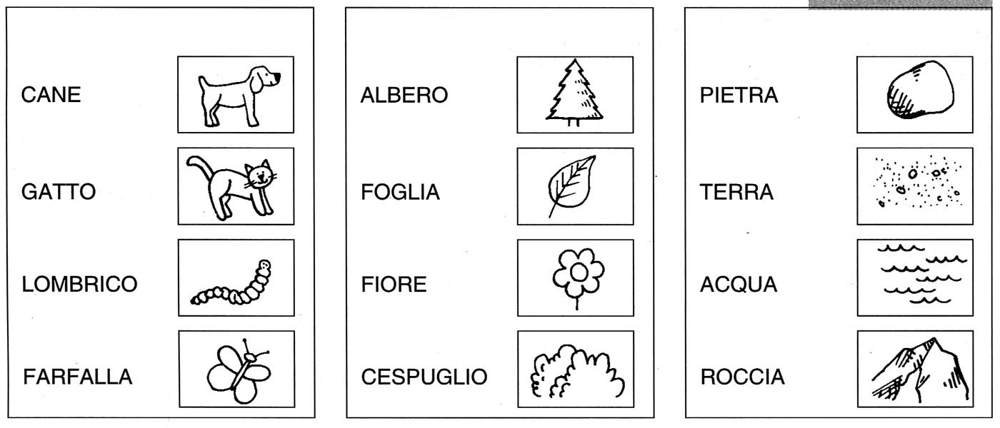 CANE
GATTO
LOMBRICO
FARFALLA
ALBERO
FOGLIA
FIORE
CESPUGLIO
PIETRA
TERRA
ACQUA
ROCCIA